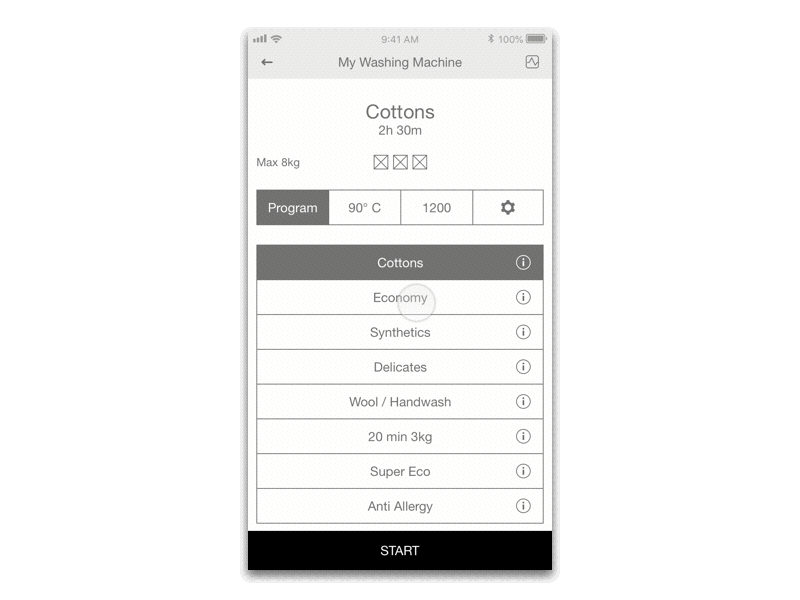 9:41 AM 100%
My Washing Machine
Cottons
2h 30m
Max 8kg
Program 90° C 1200
Cottons
Economy
Synthetics
Delicates
Wool / Handwash
20 min 3kg
Super Eco
Anti Allergy
START